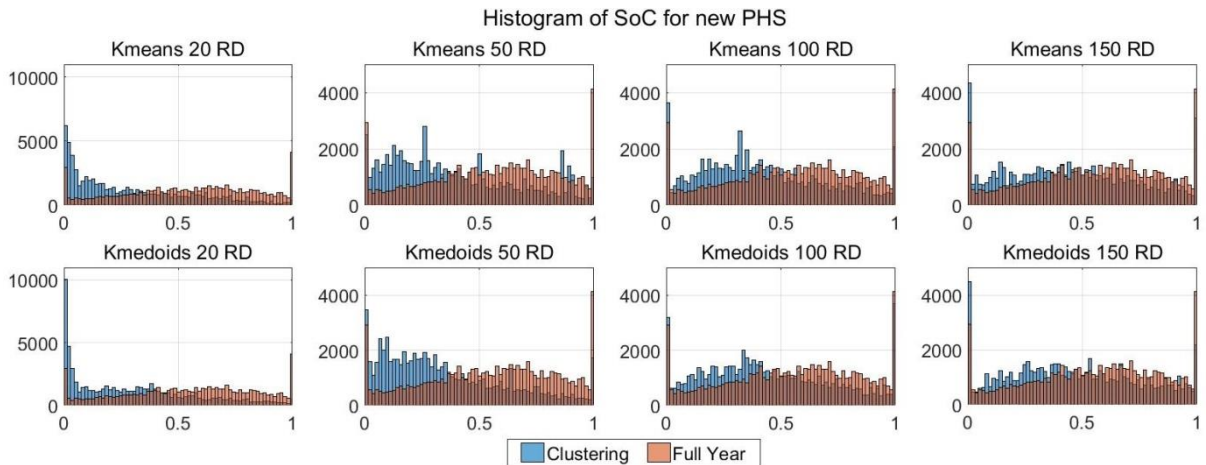 Histogram of SoC for new PHS
Kmeans 20 RD
Kmeans 50 RD
Kmeans 100 RD
Kmeans 150 RD
10000
5000
0
0 0.5 1
4000
2000
0
0 0.5 1
4000
2000
0
0 0.5 1
4000
2000
0
0 0.5 1
Kmedoids 20 RD
Kmedoids 50 RD
Kmedoids 100 RD
Kmedoids 150 RD
10000
5000
0
0 0.5 1
4000
2000
0
0 0.5 1
4000
2000
0
0 0.5 1
4000
2000
0
0 0.5 1
Clustering Full Year